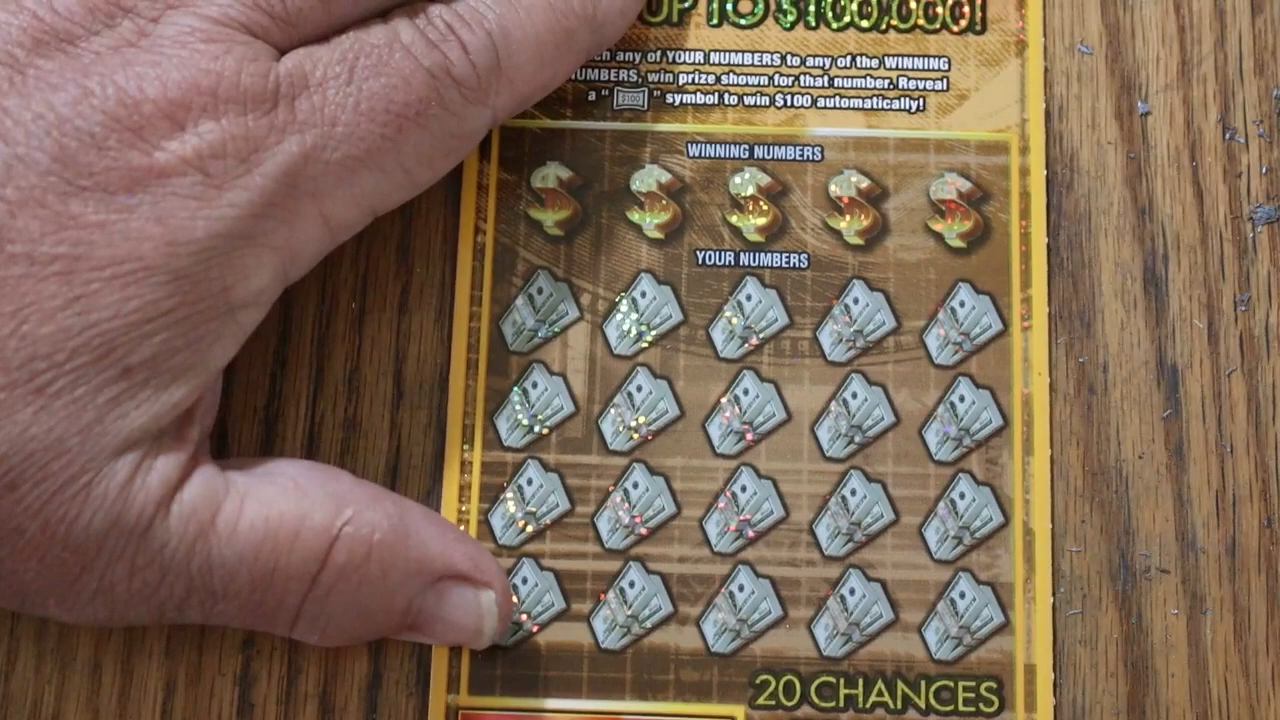 UP TO $100,000!
any of YOUR NUMBERS to any of the WINNING
NUMBERS, win prize shown for that number. Reveal
a " $100 " symbol to win $100 automatically!
WINNING NUMBERS
YOUR NUMBERS
20 CHANCES